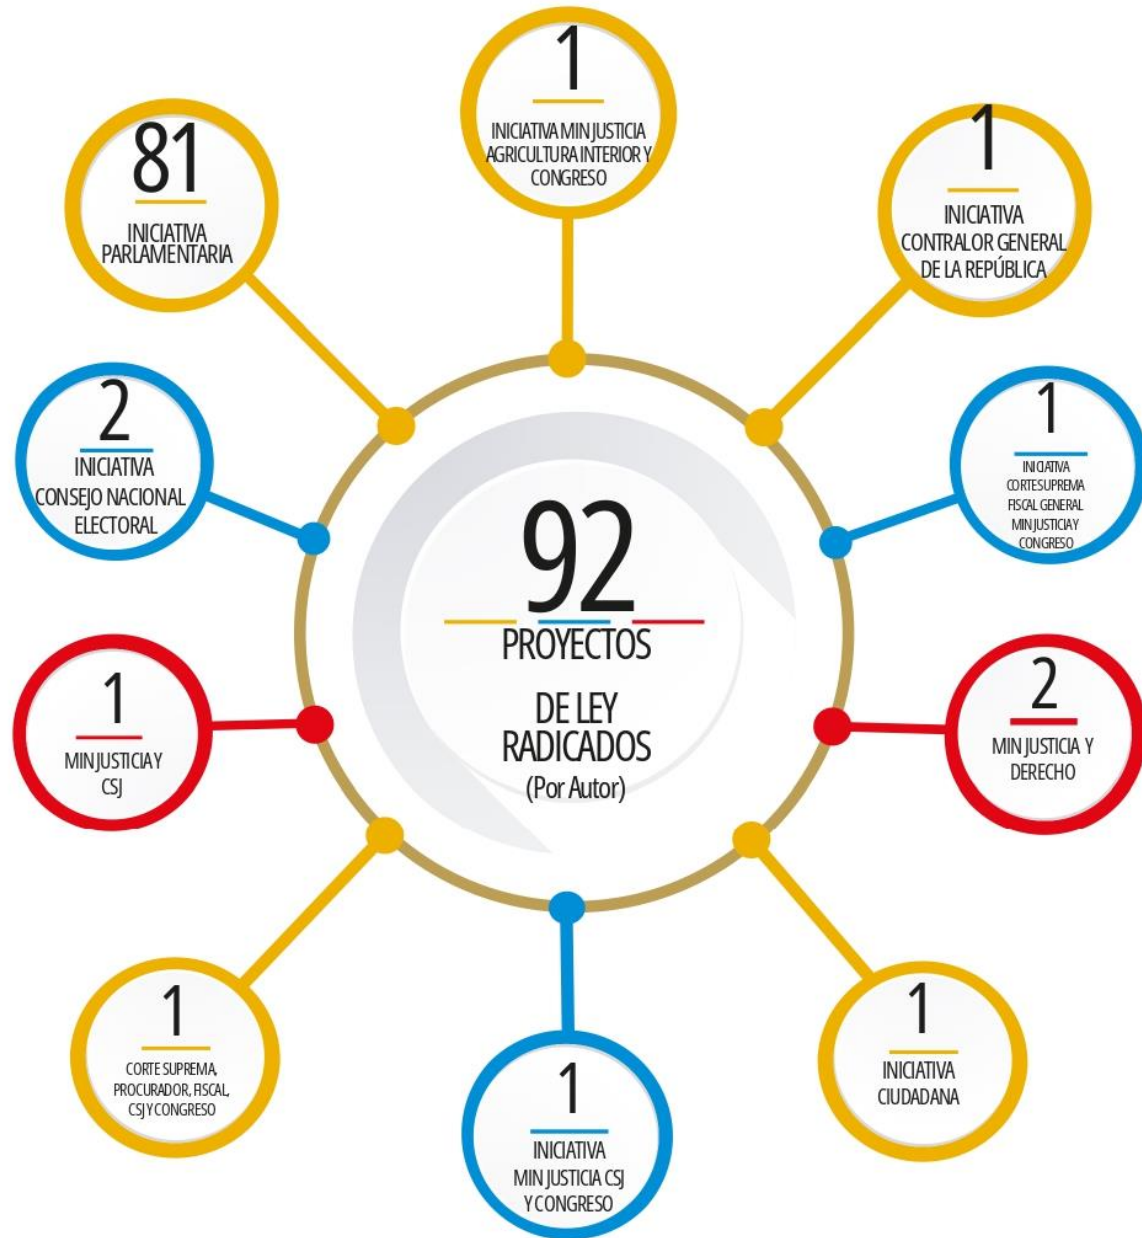 1
INICIATIVA MIN JUSTICIA
AGRICULTURA INTERIOR Y
CONGRESO
81
INICIATIVA
PARLAMENTARIA
1
INICIATIVA
CONTRALOR GENERAL
DE LA REPÚBLICA
2
INICIATIVA
CONSEJO NACIONAL
ELECTORAL
1
INICIATIVA
CORTE SUPREMA
FISCAL GENERAL
MIN JUSTICIA Y
CONGRESO
92
PROYECTOS
DE LEY
RADICADOS
(Por Autor)
1
MIN JUSTICIA Y
CSJ
2
MIN JUSTICIA Y
DERECHO
1
CORTE SUPREMA,
PROCURADOR, FISCAL,
CSJ Y CONGRESO
1
INICIATIVA
MIN JUSTICIA CSJ
Y CONGRESO
1
INICIATIVA
CIUDADANA